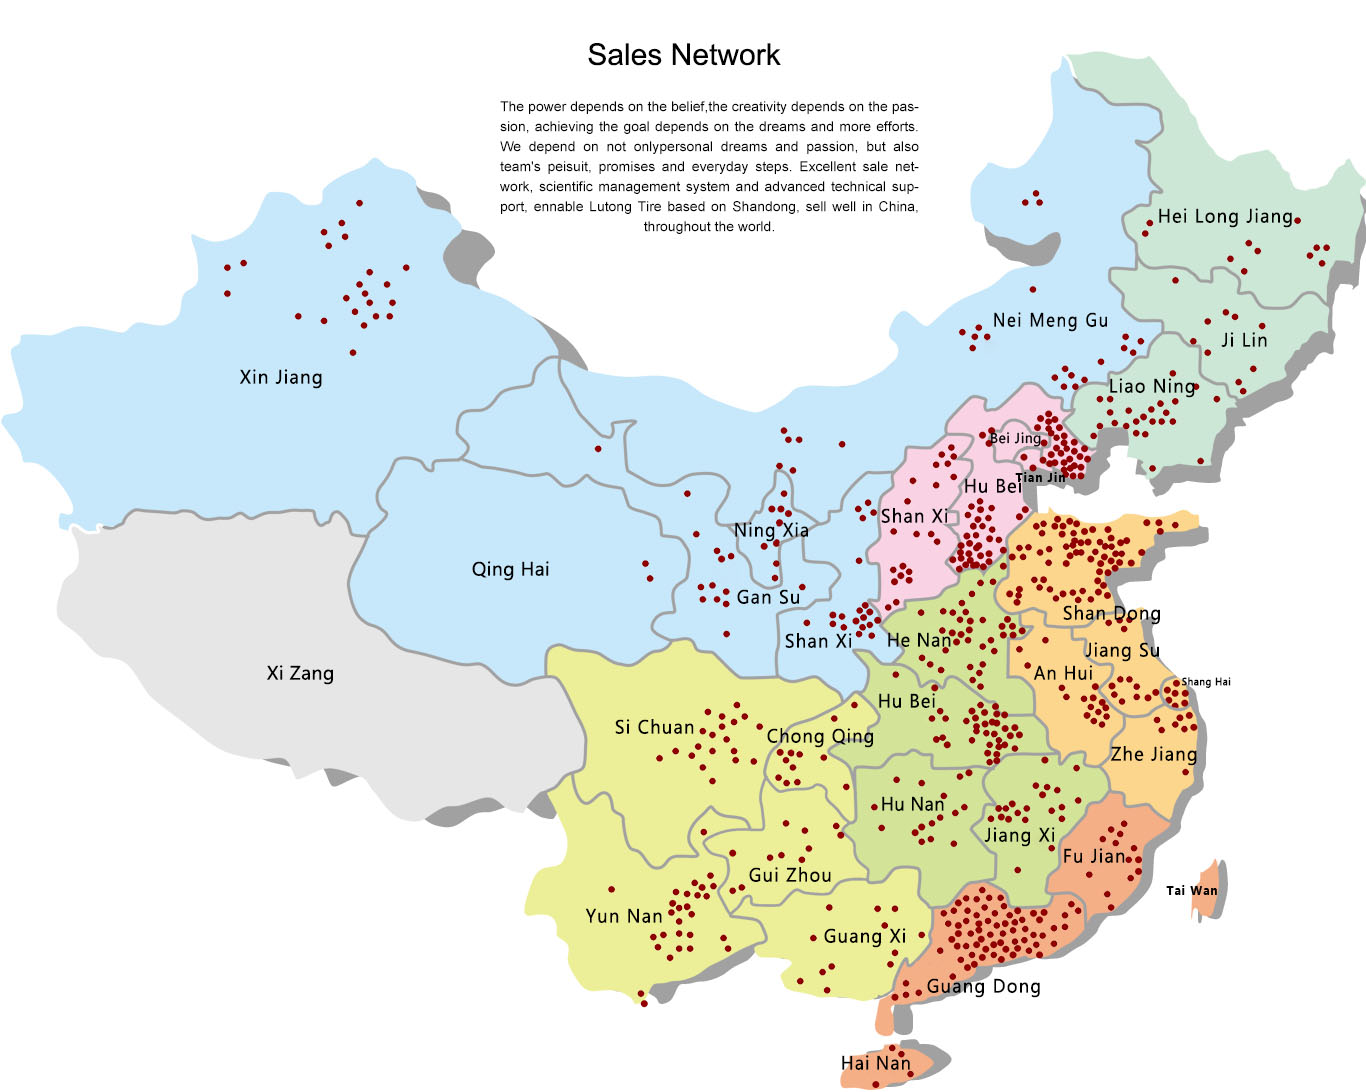 Sales Network
The power depends on the belief,the creativity depends on the pas-
sion, achieving the goal depends on the dreams and more efforts.
We depend on not onlypersonal dreams and passion, but also
team's peisuit, promises and everyday steps. Excellent sale net-
work, scientific management system and advanced technical sup-
port, ennable Lutong Tire based on Shandong, sell well in China,
throughout the world.
Hei Long Jiang
Nei Meng Gu
Ji Lin
Xin Jiang
Liao Ning
Bei Jing
Tian Jin
Hu Bei
Shan Xi
Ning Xia
Qing Hai
Gan Su
Shan Dong
Shan Xi
He Nan
Jiang Su
Xi Zang
An Hui
Shang Hai
Hu Bei
Si Chuan
Chong Qing
Zhe Jiang
Hu Nan
Jiang Xi
Fu Jian
Gui Zhou
Tai Wan
Yun Nan
Guang Xi
Guang Dong
Hai Nan